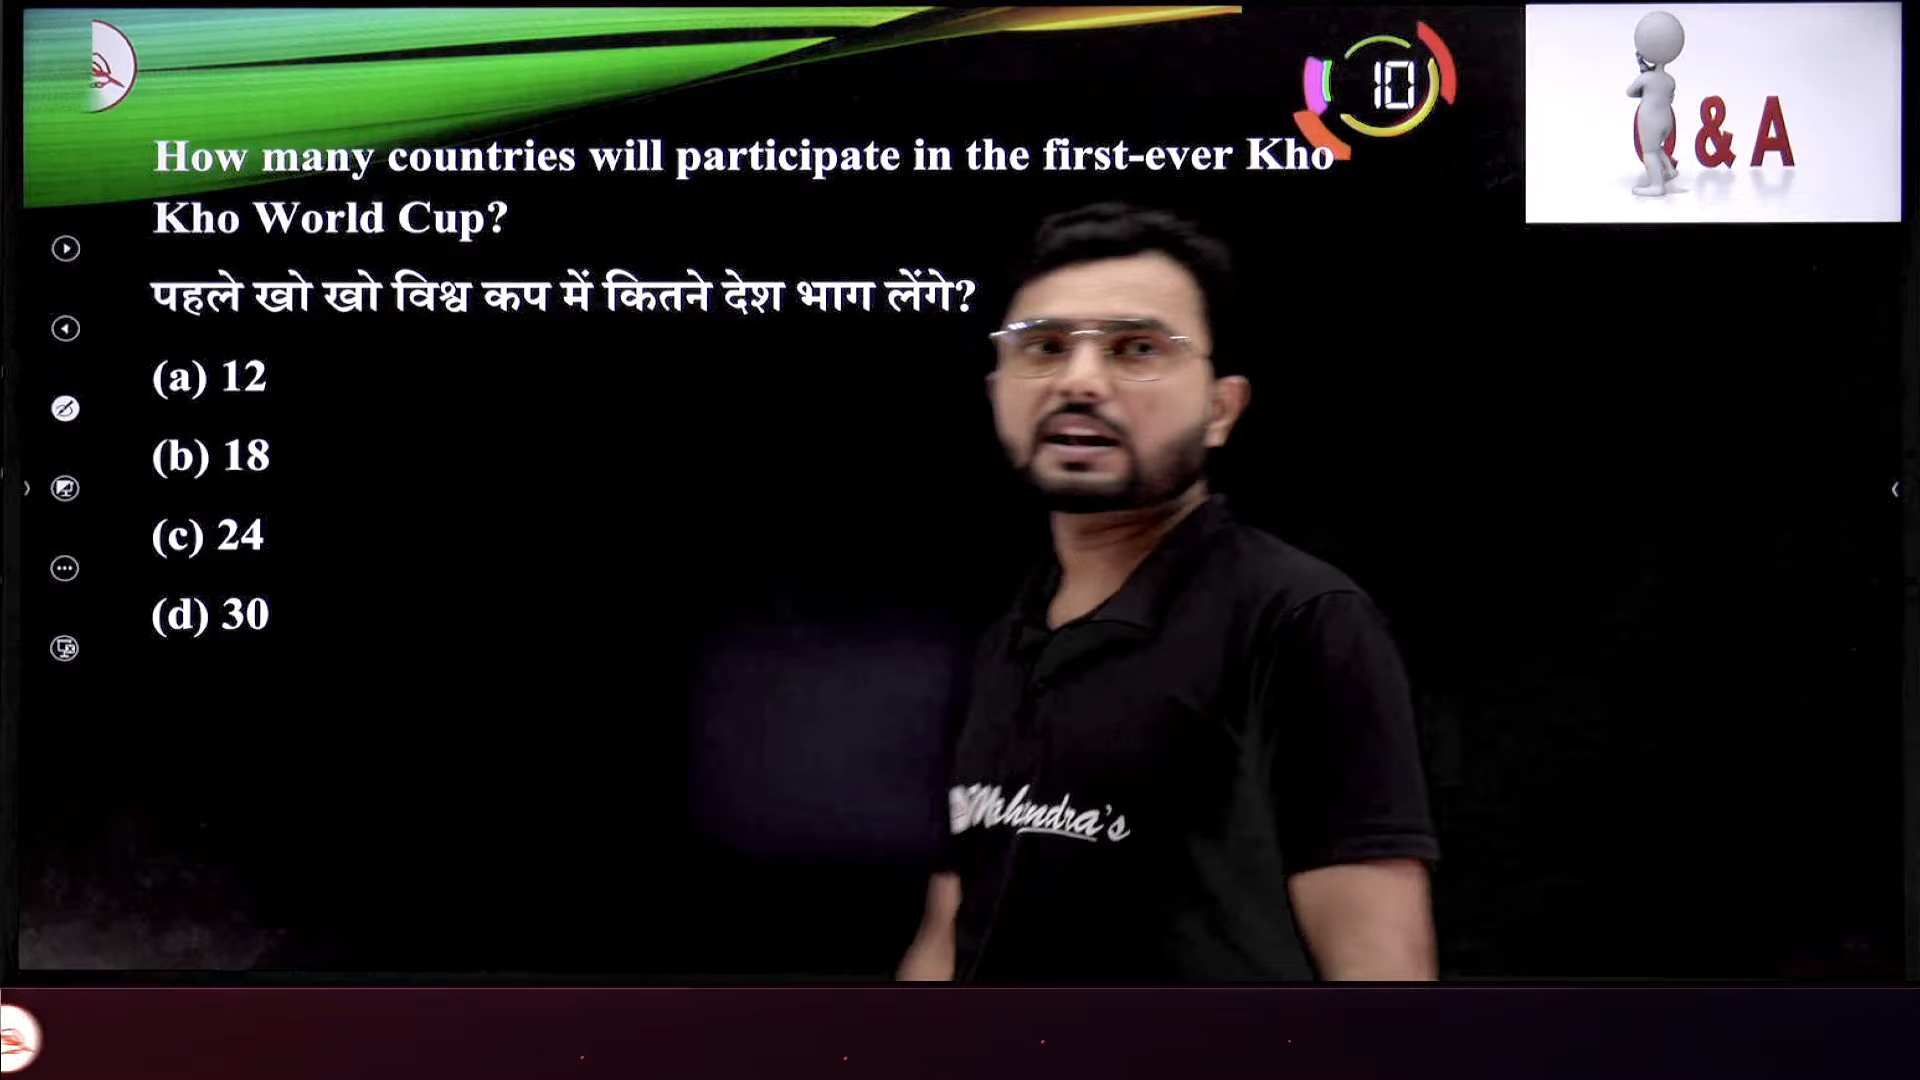 10
& A
How many countries will participate in the first-ever Kho
Kho World Cup?
पहले खो खो विश्व कप में कितने देश भाग लेंगे?
(a) 12
(b) 18
(c) 24
(d) 30
Mahendra's